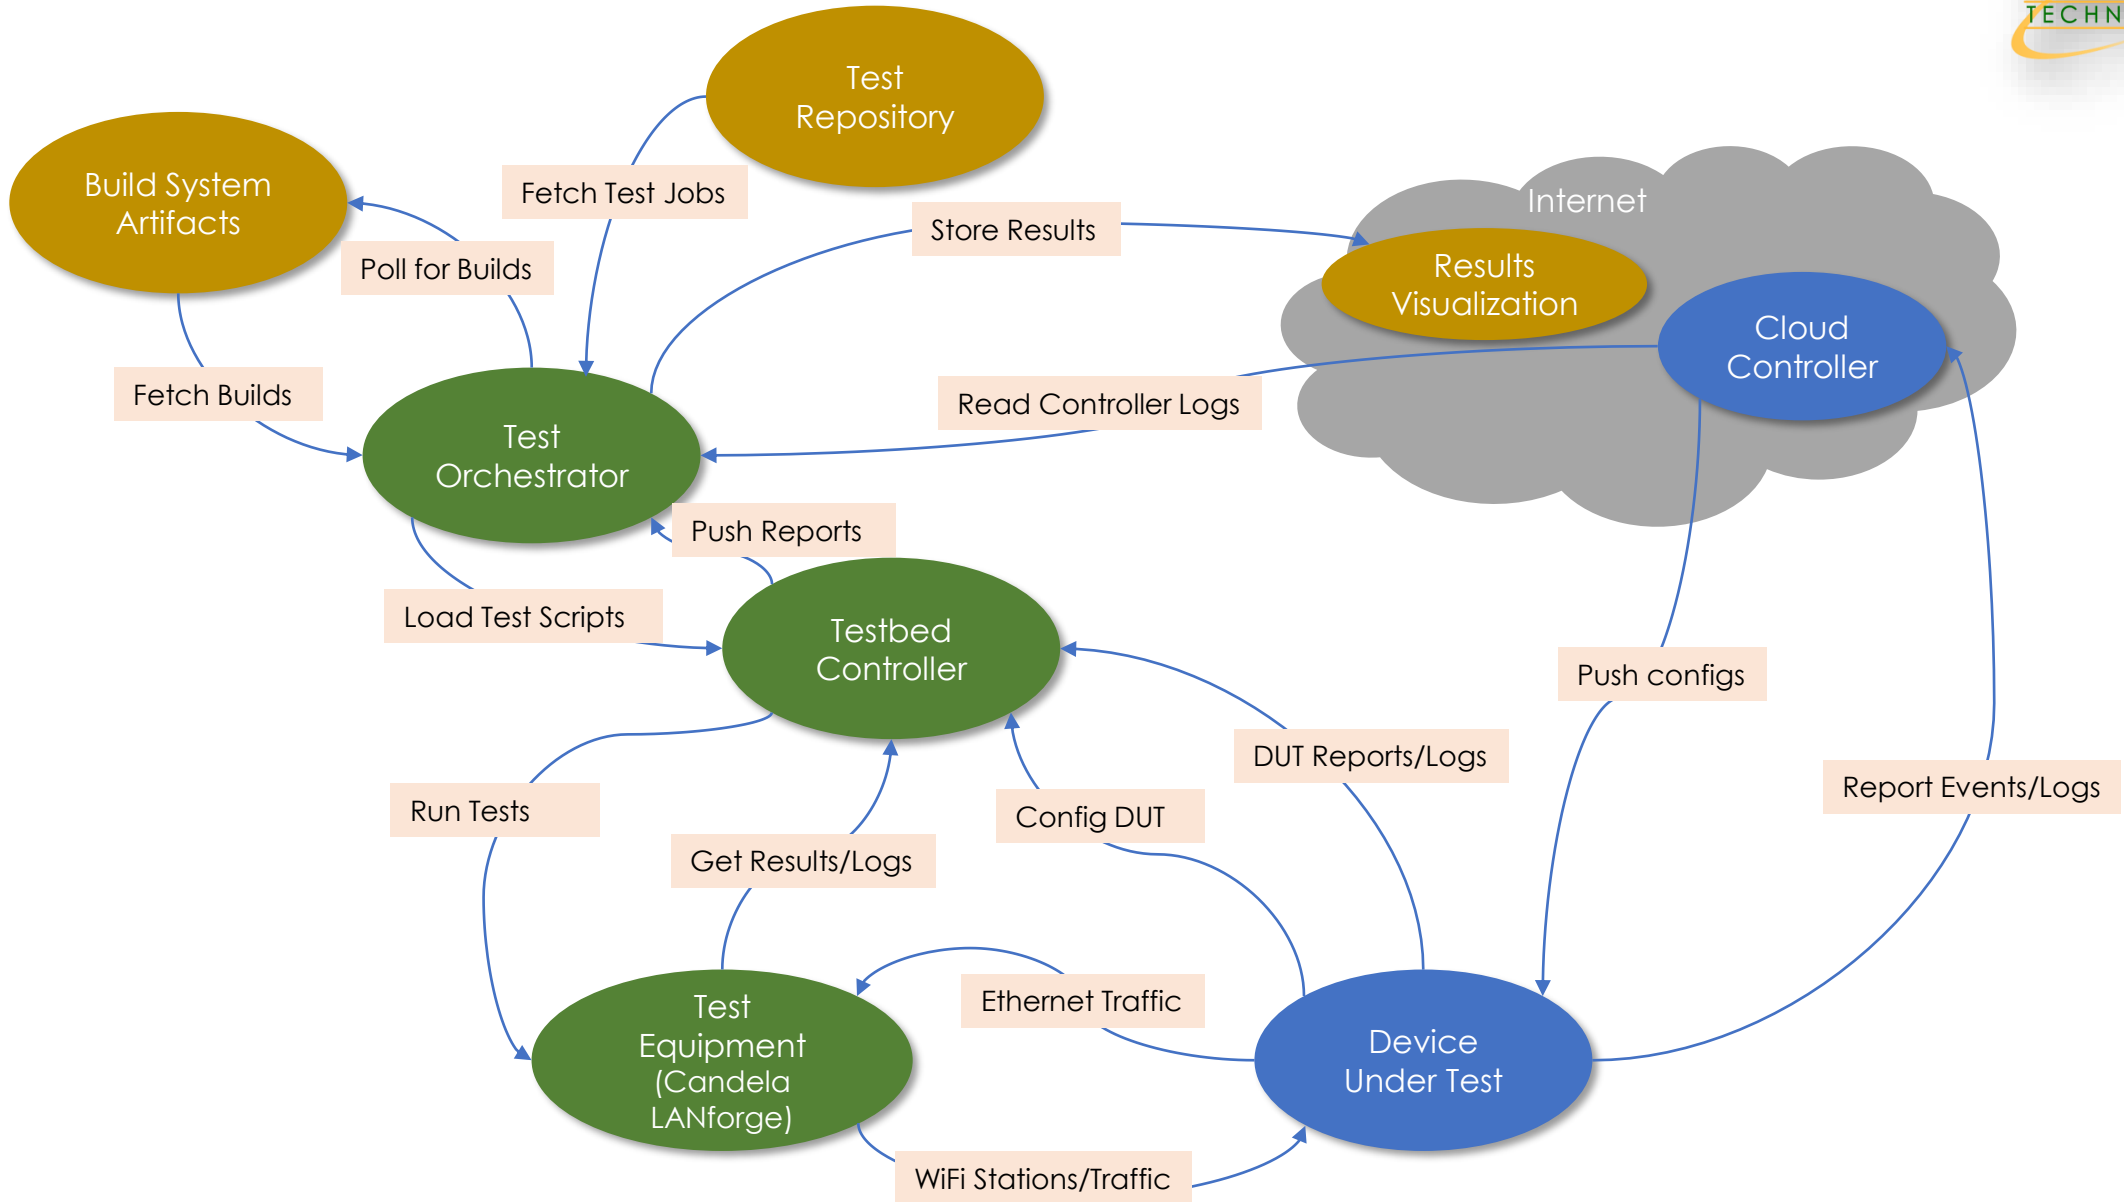 TECHN
Test
Repository
Build System
Artifacts
Fetch Test Jobs
Internet
Store Results
Poll for Builds
Results
Visualization
Cloud
Controller
Fetch Builds
Read Controller Logs
Test
Orchestrator
Push Reports
Load Test Scripts
Testbed
Controller
Push configs
DUT Reports/Logs
Report Events/Logs
Run Tests
Config DUT
Get Results/Logs
Ethernet Traffic
Test
Equipment
(Candela
LANforge)
Device
Under Test
WiFi Stations/Traffic